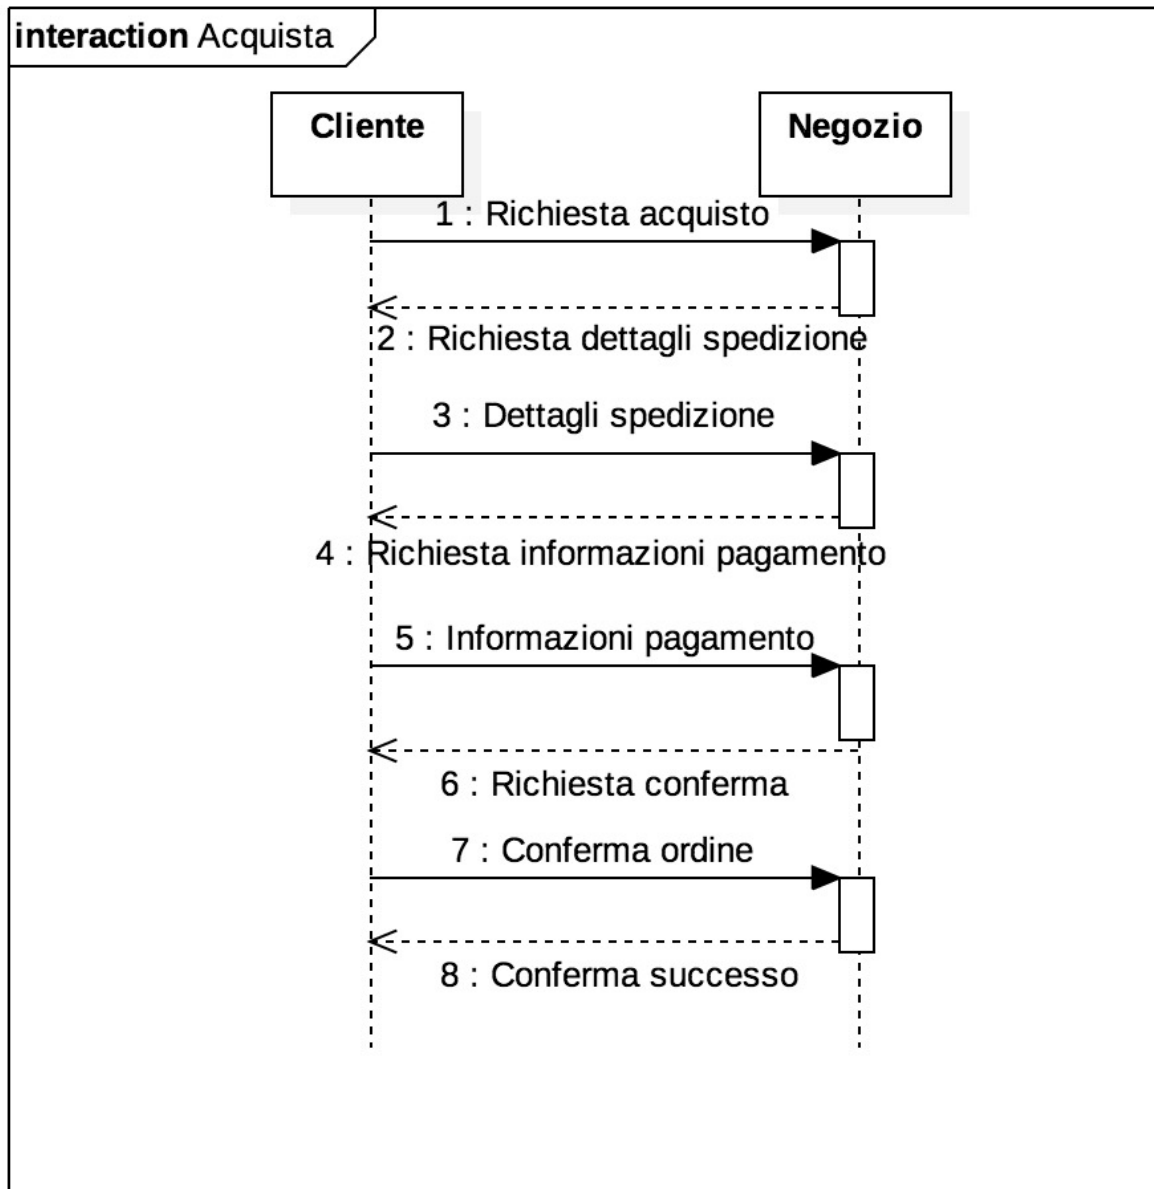 interaction Acquista
Cliente
Negozio
1 : Richiesta acquisto
2 : Richiesta dettagli spedizione
3 : Dettagli spedizione
4 : Richiesta informazioni pagamento
5 : Informazioni pagamento
6 : Richiesta conferma
7 : Conferma ordine
8 : Conferma successo